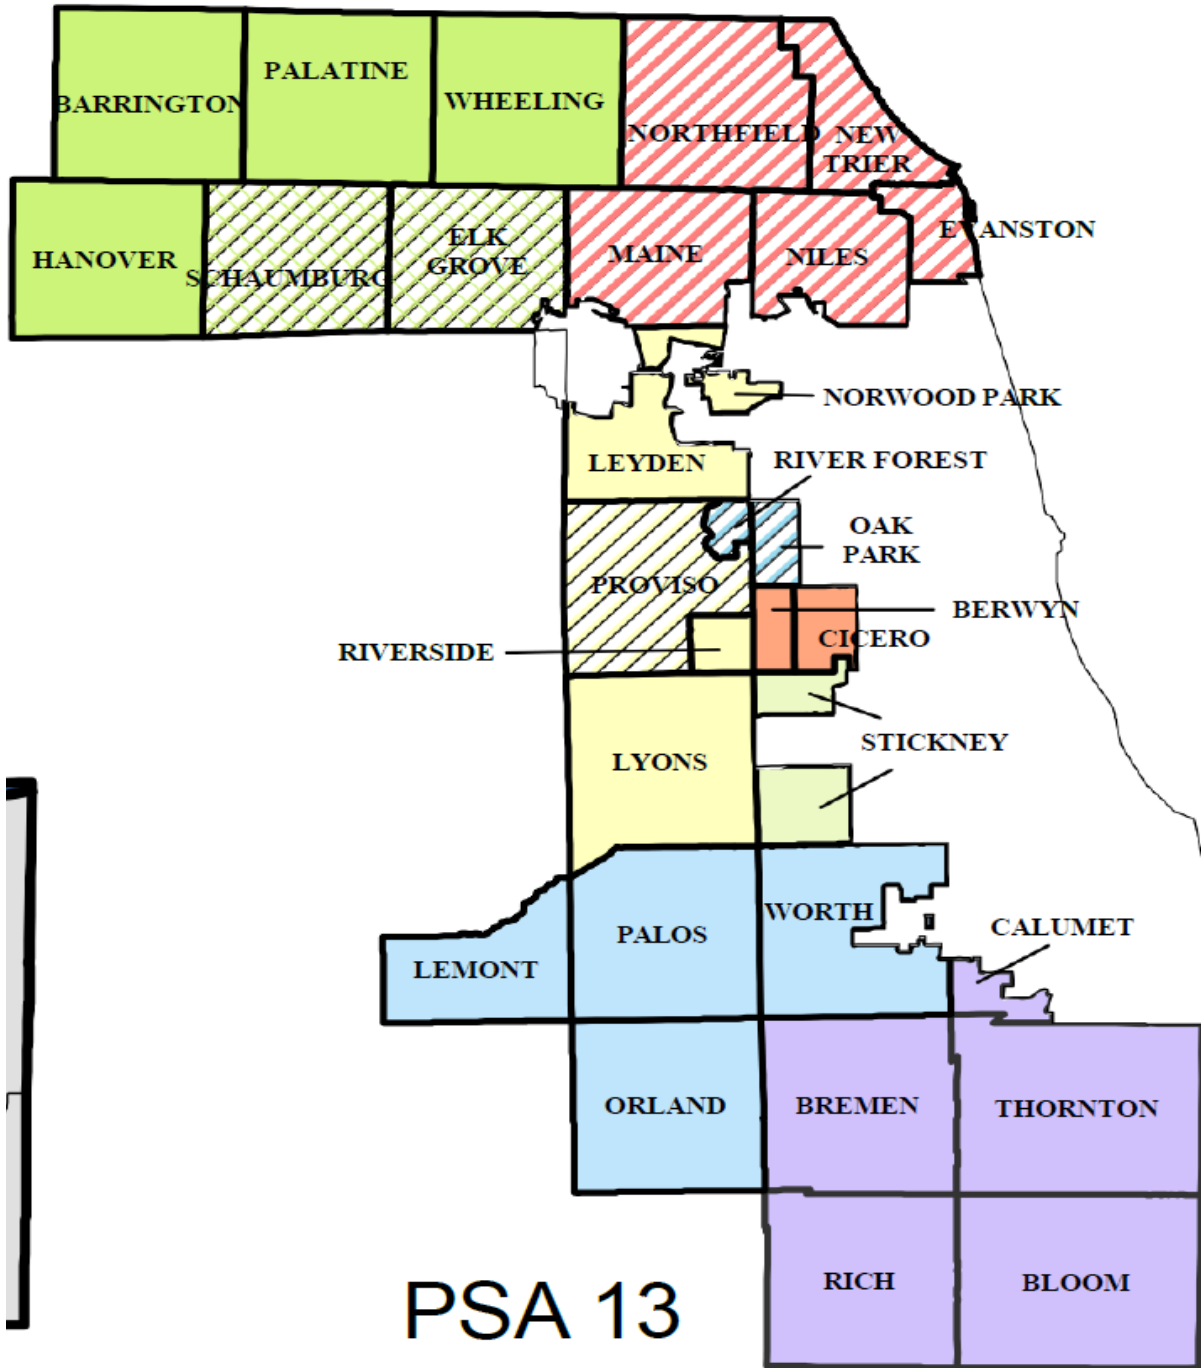 PALATINE
BARRINGTON
WHEELING
NORTHFIELD
NEW
TRIER
EVANSTON
HANOVER
SCHAUMBURG
ELK
GROVE
MAINE
NILES
NORWOOD PARK
LEYDEN
RIVER FOREST
OAK
PARK
PROVISO
BERWYN
CICERO
RIVERSIDE
STICKNEY
LYONS
WORTH
CALUMET
PALOS
LEMONT
ORLAND
BREMEN
THORNTON
RICH
BLOOM
PSA 13